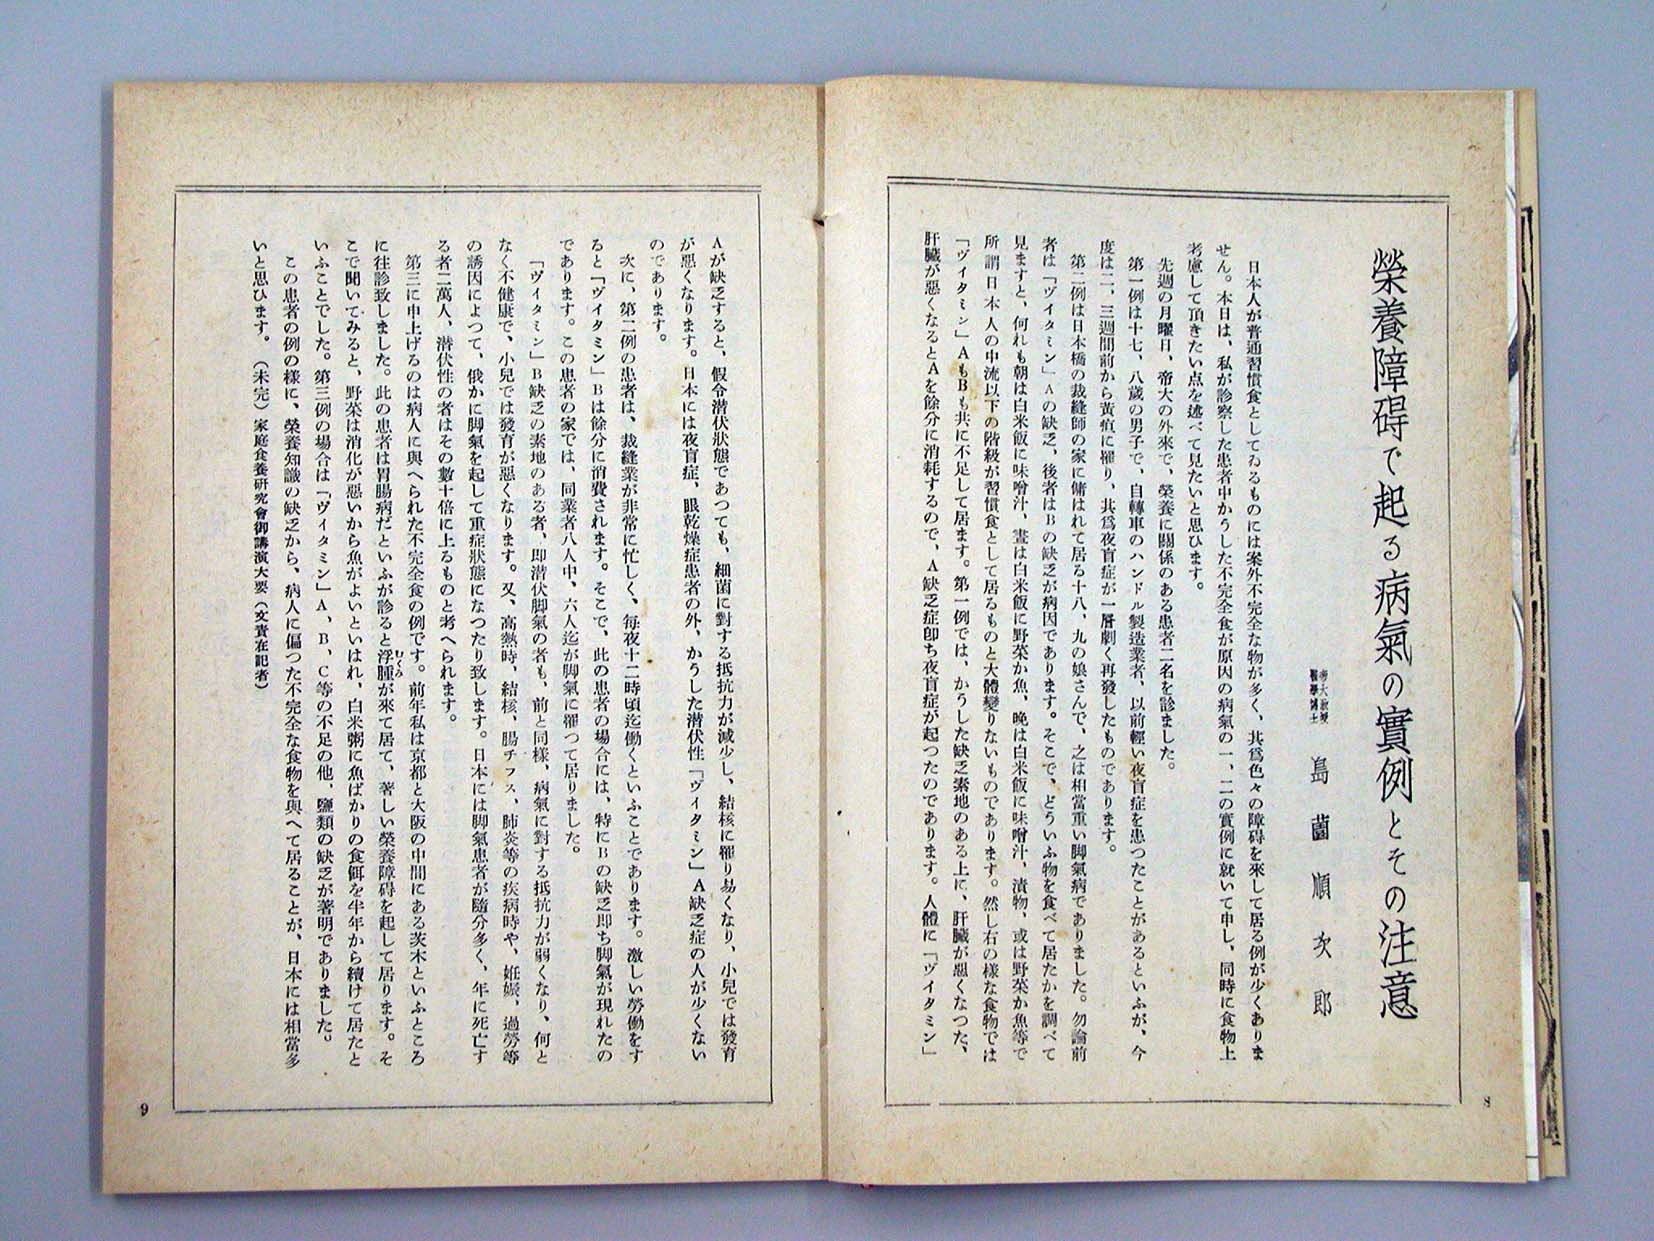 榮養障碍で起る病氣の實例とその注意
帝大敎授
醫學博士
島薗順次郎
日本人が普通習慣食としてゐるものには案外不完全な物が多く、其爲色々の障碍を來して居る例が少くありま
せん。本日は、私が診察した患者中かうした不完全食が原因の病氣の一、二の實例に就いて申し、同時に食物上
考慮して頂きたい點を述べて見たいと思ひます。
先週の月曜日、帝大の外來で、榮養に關係のある患者二名を診ました。
第一例は十七、八歲の男子で、自轉車のハンドル製造業者、以前輕い夜盲症を患つたことがあるといふが、今
度は二、三週間前から黃疸に罹り、其爲夜盲症が一層劇く再發したものであります。
第二例は日本橋の裁縫師の家に傭はれて居る十八、九の娘さんで、之は相當重い脚氣病でありました。勿論前
者は「ヴイタミン」Aの缺乏、後者はBの缺乏が病因であります。そこで、どういふ物を食べて居たかを調べて
見ますと、何れも朝は白米飯に味噌汁、晝は白米飯に野菜か魚、晩は白米飯に味噌汁、漬物、或は野菜か魚等で
所謂日本人の中流以下の階級が習慣食として居るものと大體變りないものであります。然し右の樣な食物では
「ヴイタミン」AもBも共に不足して居ます。第一例では、かうした缺乏素地のある上に、肝臟が惡くなつた、
肝臟が惡くなるとAを餘分に消耗するので、A缺乏症卽ち夜盲症が起つたのであります。人體に「ヴイタミン」
8
Aが缺乏すると、假令潜伏狀態であつても、細菌に對する抵抗力が減少し、結核に罹り易くなり、小兒では發育
が惡くなります。日本には夜盲症、眼乾燥症患者の外、かうした潜伏性「ヴイタミン」A缺乏症の人が少くない
のであります。
次に、第二例の患者は、裁縫業が非常に忙しく、每夜十二時頃迄働くといふことであります。激しい勞働をす
ると「ヴイタミン」Bは餘分に消費されます。そこで、此の患者の場合には、特にBの缺乏卽ち脚氣が現れたの
であります。この患者の家では、同業者八人中、六人迄が脚氣に罹つて居りました。
「ヴイタミン」B缺乏の素地のある者、卽潜伏脚氣の者も、前と同樣、病氣に對する抵抗力が弱くなり、何と
なく不健康で、小兒では發育が惡くなります。又、高熱時、結核、腸チフス、肺炎等の疾病時や、姙娠、過勞等
の誘因によつて、俄かに脚氣を起して重症狀態になつたり致します。日本には脚氣患者が隨分多く、年に死亡す
る者二萬人、潜伏性の者はその數十倍に上るものと考へられます。
第三に申上げるのは病人に與へられた不完全食の例です。前年私は京都と大阪の中間にある茨木といふところ
に往診致しました。此の患者は胃腸病だといふが診ると浮腫が來て居て、著しい榮養障碍を起して居ります。そ
むくみ
こで聞いてみると、野菜は消化が惡いから魚がよいといはれ、白米粥に魚ばかりの食餌を半年から續けて居たと
いふことでした。第三例の場合は「ヴイタミン」A、B、C等の不足の他、鹽類の缺乏が著明でありました。
この患者の例の樣に、榮養知識の缺乏から、病人に偏つた不完全な食物を與へて居ることが、日本には相當多
いと思ひます。（未完）家庭食養硏究會御講演大要（文責在記者）
9